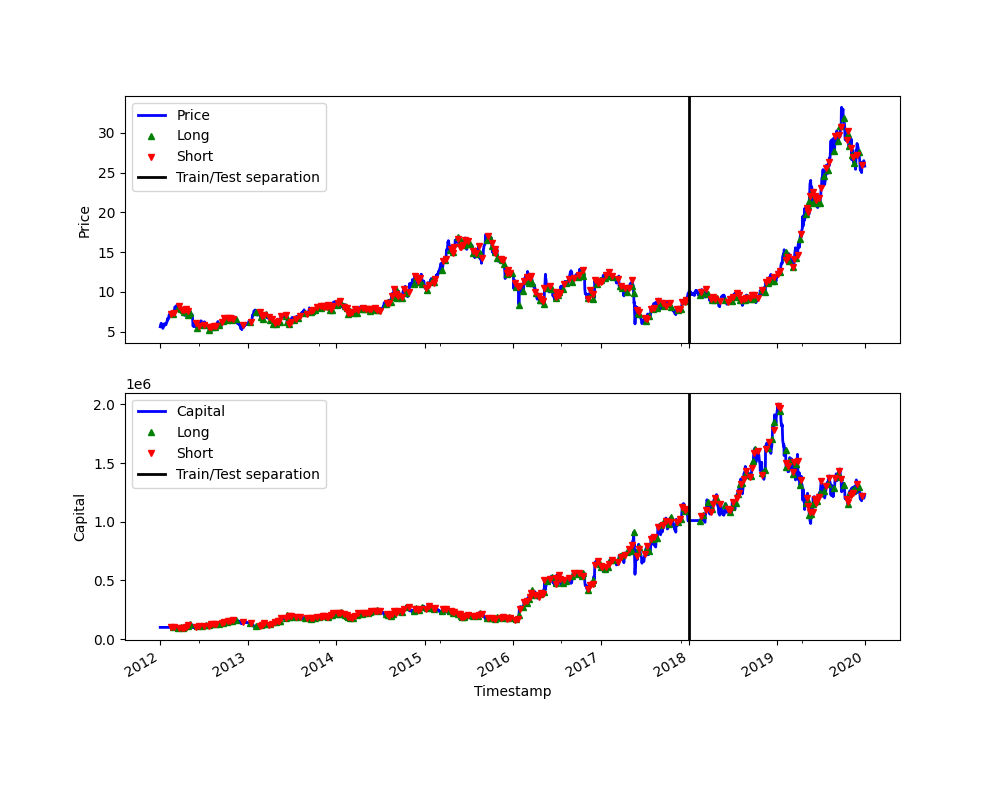 Price
Long
Short
Train/Test separation
30
25
20
15
10
5
Price
1e6
Capital
Long
Short
Train/Test separation
2.0
1.5
1.0
0.5
0.0
Capital
2012 2013 2014 2015 2016 2017 2018 2019 2020
Timestamp